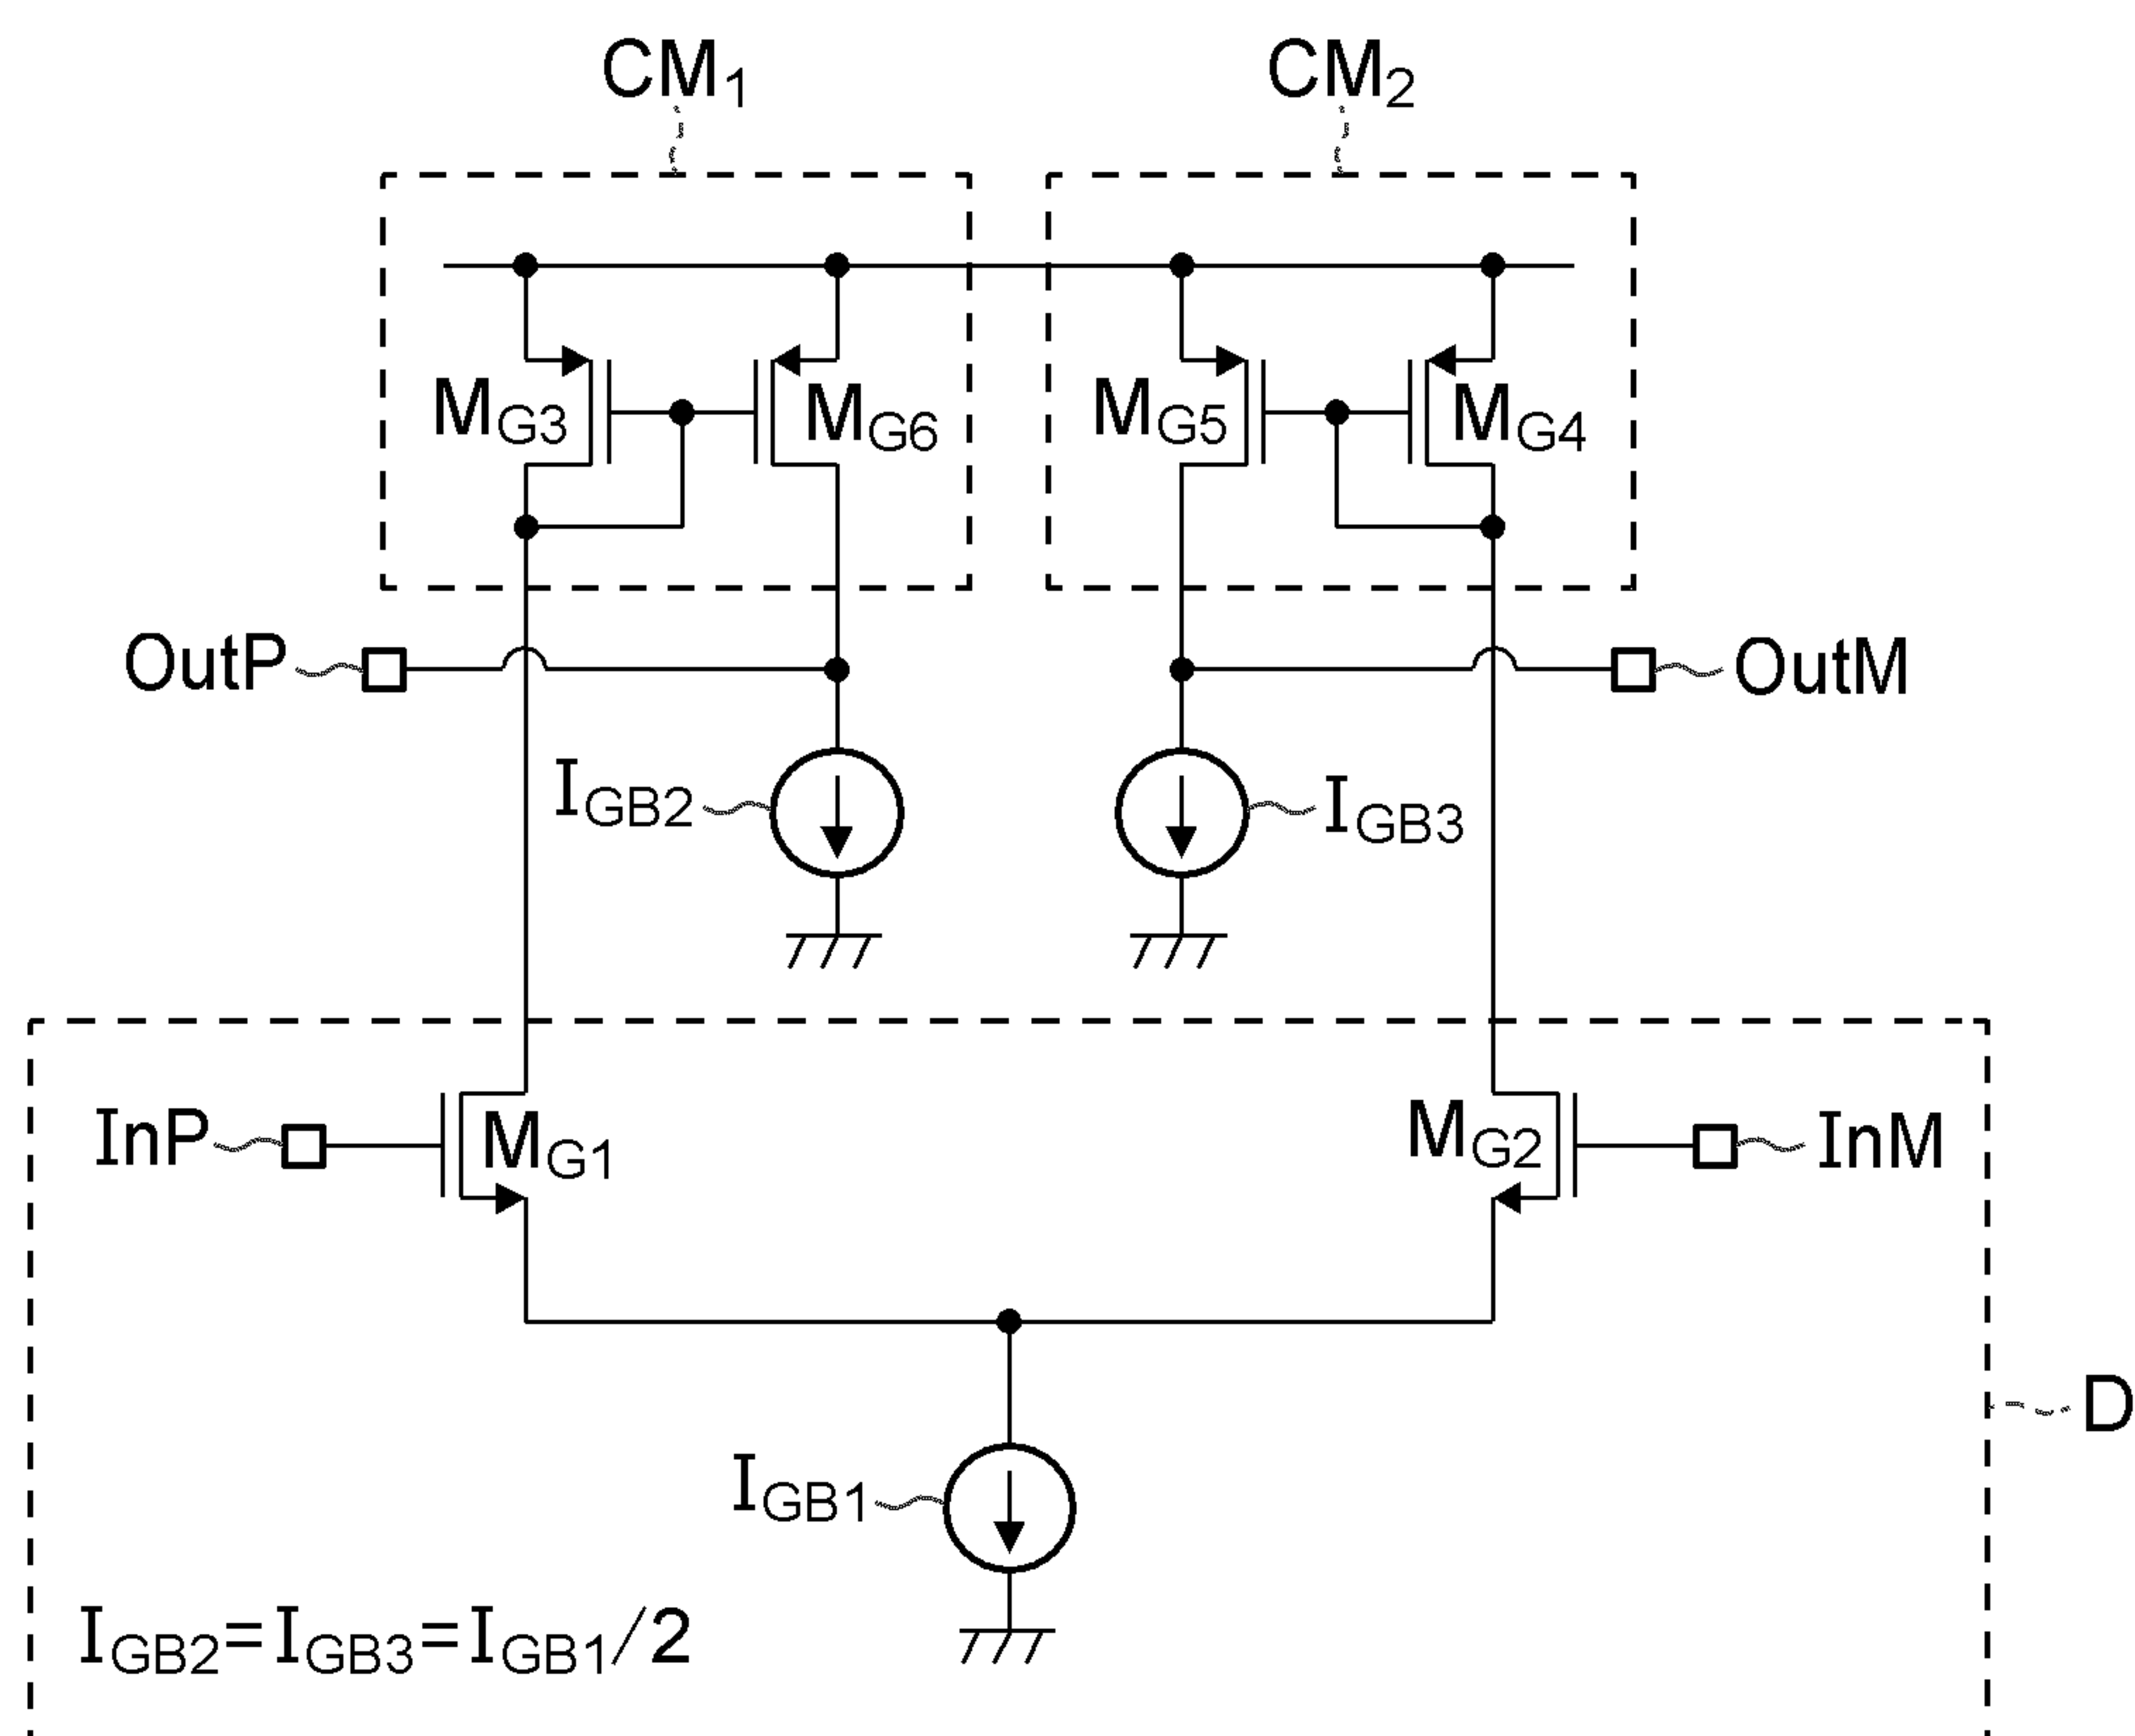 CM1
CM2
MG3
MG6
MG5
MG4
OutP
OutM
IGB2
IGB3
InP
MG1
MG2
InM
D
IGB1
IGB2=IGB3=IGB1/2